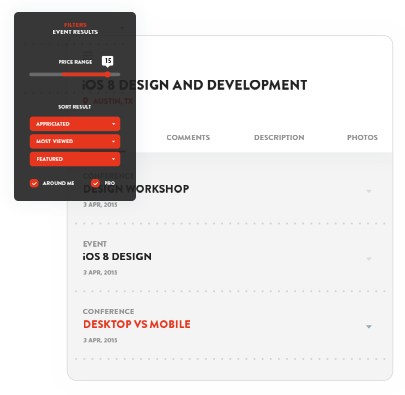 FILTERS
EVENT RESULTS
PRICE RANGE
15
SORT RESULT
APPRICIATED
MOST VIEWED
FEATURED
AROUND ME
PRO
iOS 8 DESIGN AND DEVELOPMENT
AUSTIN, TX
COMMENTS
DESCRIPTION
PHOTOS
CONFERENCE
DESIGN WORKSHOP
3 APR, 2015
EVENT
iOS 8 DESIGN
3 APR, 2015
CONFERENCE
DESKTOP VS MOBILE
3 APR, 2015